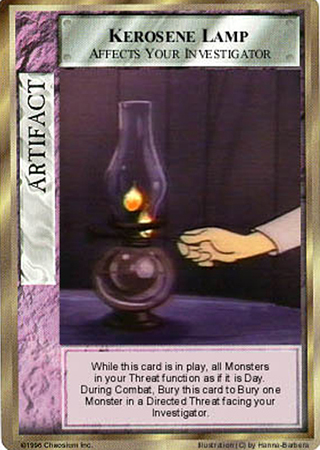 KEROSENE LAMP
AFFECTS YOUR INVESTIGATOR
ARTIFACT
While this card is in play, all Monsters
in your Threat function as if it is Day.
During Combat, Bury this card to Bury one
Monster in a Directed Threat facing your
Investigator.
©1996 Chaosium Inc.
Illustration (C) by Hanna-Barbera